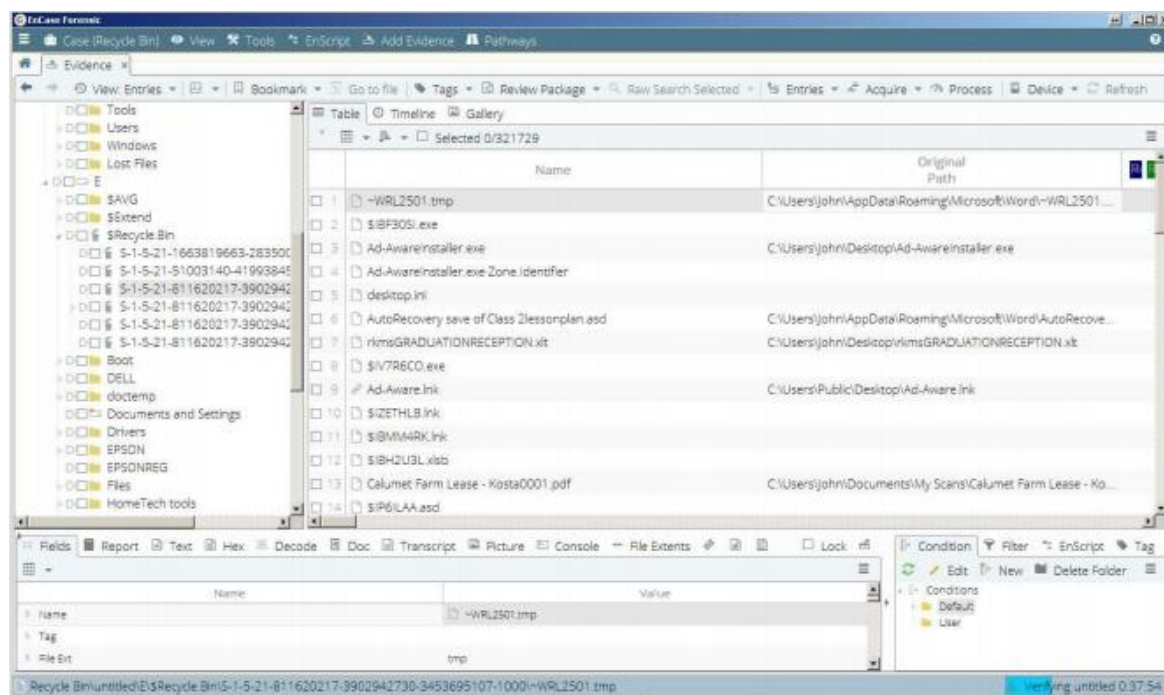 EnCase Forensic
Case (Recycle Bin) View Tools EnScript Add Evidence Pathways
Evidence
View: Entries Bookmark Go to file Tags Review Package Raw Search Selected Entries Acquire Process Device Refresh
Tools
Users
Windows
Lost Files
E
$AVG
$Extend
$Recycle.Bin
S-1-5-21-1663819663-283500
S-1-5-21-51003140-41993845
S-1-5-21-811620217-3902942
S-1-5-21-811620217-3902942
S-1-5-21-811620217-3902942
S-1-5-21-811620217-3902942
Boot
DELL
doctemp
Documents and Settings
Drivers
EPSON
EPSONREG
Files
HomeTech tools
Table Timeline Gallery
Selected 0/321729
Name Original Path
1 ~WRL2501.tmp C:\Users\John\AppData\Roaming\Microsoft\Word\~WRL2501....
2 $IBF30SI.exe
3 Ad-AwareInstaller.exe C:\Users\John\Desktop\Ad-AwareInstaller.exe
4 Ad-AwareInstaller.exe·Zone.Identifier
5 desktop.ini
6 AutoRecovery save of Class 2lessonplan.asd C:\Users\John\AppData\Roaming\Microsoft\Word\AutoRecove...
7 rkmsGRADUATIONRECEPTION.xlt C:\Users\John\Desktop\rkmsGRADUATIONRECEPTION.xlt
8 $IV7R6CO.exe
9 Ad-Aware.lnk C:\Users\Public\Desktop\Ad-Aware.lnk
10 $IZETHLB.lnk
11 $IBMM4RK.lnk
12 $IBH2U3L.xlsb
13 Calumet Farm Lease - Kosta0001.pdf C:\Users\John\Documents\My Scans\Calumet Farm Lease - Ko...
14 $IP6ILAA.asd
Fields Report Text Hex Decode Doc Transcript Picture Console File Extents Lock
Name Value
Name ~WRL2501.tmp
Tag
File Ext tmp
Condition Filter EnScript Tag
Edit New Delete Folder
Conditions
Default
User
Recycle Bin\untitled\E\$Recycle.Bin\S-1-5-21-811620217-3902942730-3453695107-1000\~WRL2501.tmp
Verifying untitled 0:37:54